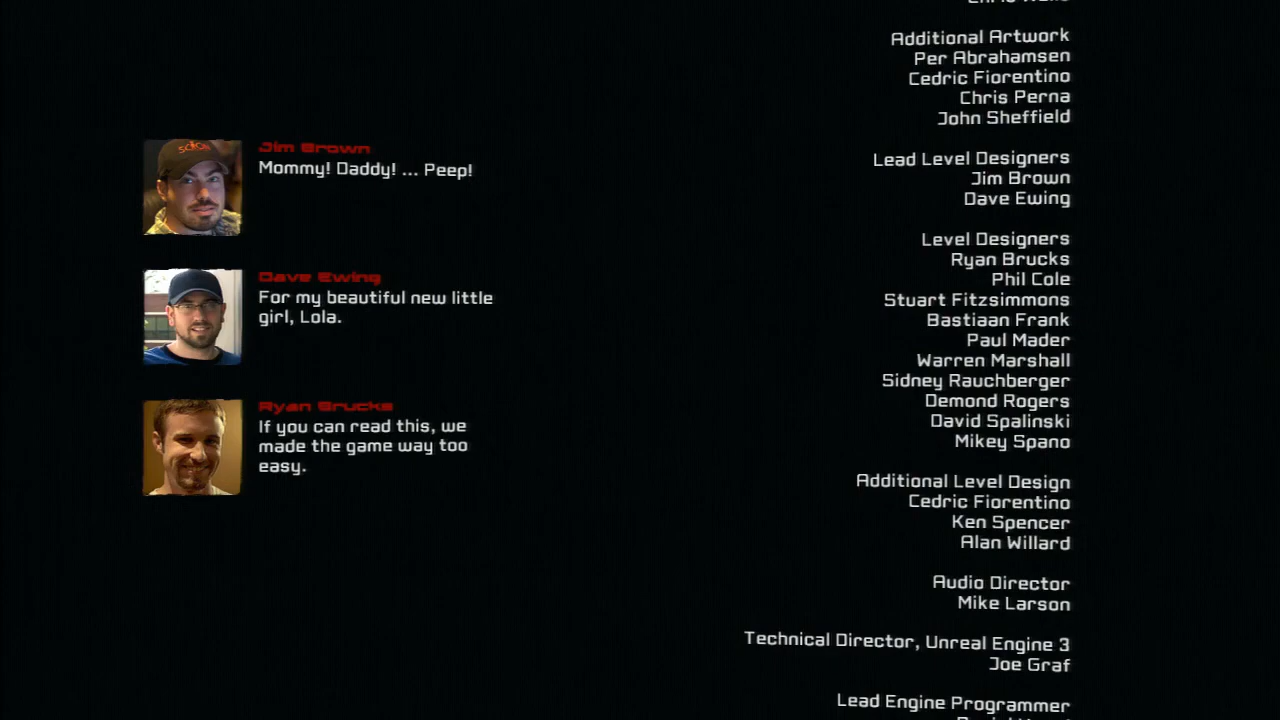 Jim Brown
Mommy! Daddy! ... Peep!
Dave Ewing
For my beautiful new little
girl, Lola.
Ryan Brucks
If you can read this, we
made the game way too
easy.
Additional Artwork
Per Abrahamsen
Cedric Fiorentino
Chris Perna
John Sheffield
Lead Level Designers
Jim Brown
Dave Ewing
Level Designers
Ryan Brucks
Phil Cole
Stuart Fitzsimmons
Bastiaan Frank
Paul Mader
Warren Marshall
Sidney Rauchberger
Demond Rogers
David Spalinski
Mikey Spano
Additional Level Design
Cedric Fiorentino
Ken Spencer
Alan Willard
Audio Director
Mike Larson
Technical Director, Unreal Engine 3
Joe Graf
Lead Engine Programmer